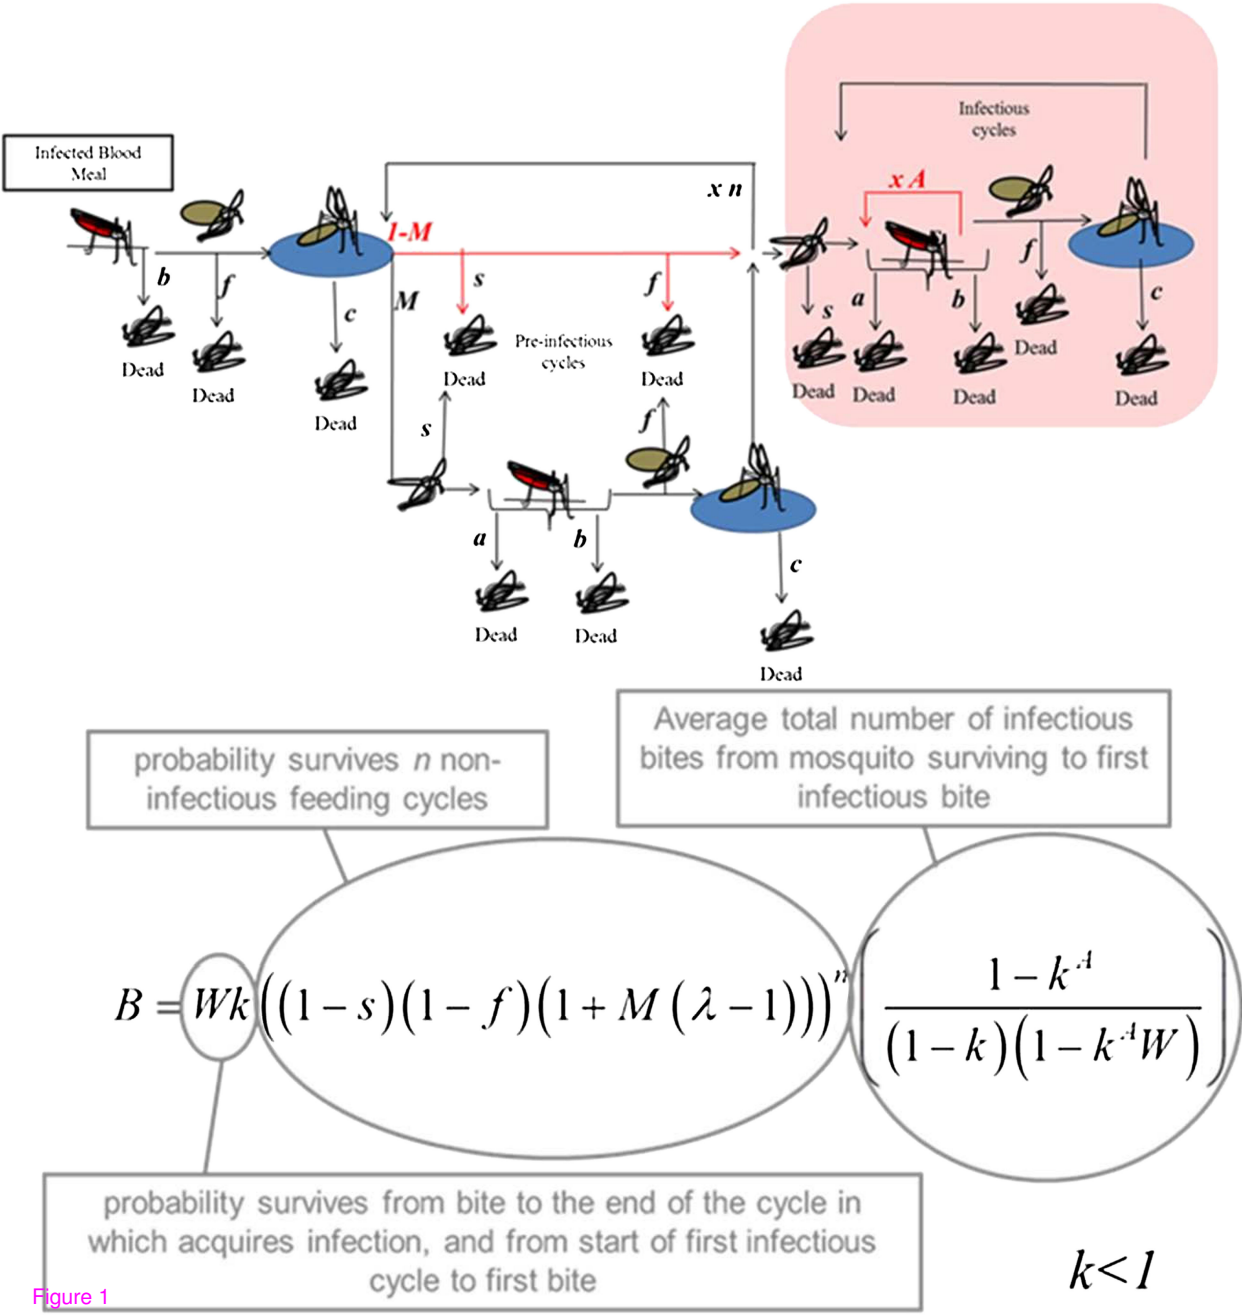 Infected Blood
Meal
b
Dead
f
Dead
c
Dead
1-M
M
s
Dead
f
Dead
Pre-infectious
cycles
x n
s
f
a
Dead
b
Dead
c
Dead
Infectious
cycles
x A
s
Dead
a
Dead
b
Dead
f
Dead
c
Dead
probability survives n non-
infectious feeding cycles
Average total number of infectious
bites from mosquito surviving to first
infectious bite
B = Wk((1 − s)(1 − f)(1 + M(λ − 1)))^n ( (1 − k^A) / ((1 − k)(1 − k^A W)) )
probability survives from bite to the end of the cycle in
which acquires infection, and from start of first infectious
cycle to first bite
k<1
Figure 1